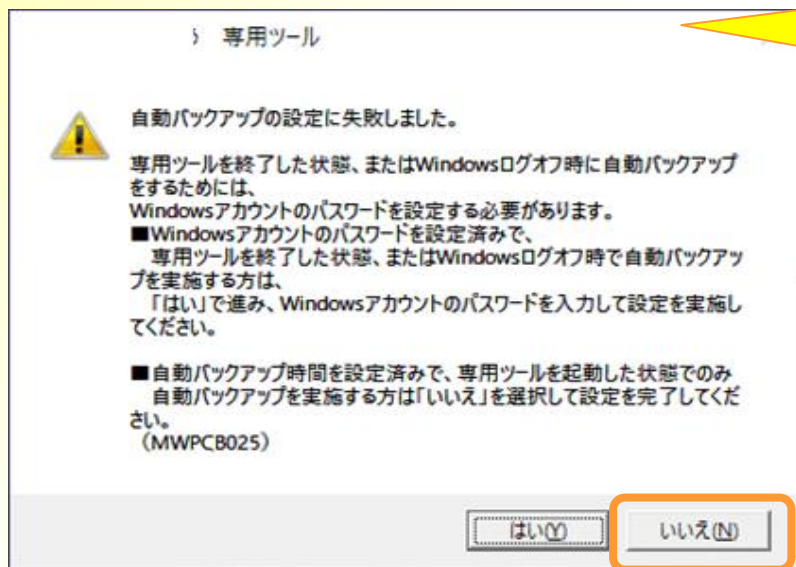 専用ツール
自動バックアップの設定に失敗しました。
専用ツールを終了した状態、またはWindowsログオフ時に自動バックアップ
をするためには、
Windowsアカウントのパスワードを設定する必要があります。
■Windowsアカウントのパスワードを設定済みで、
専用ツールを終了した状態、またはWindowsログオフ時で自動バックアッ
プを実施する方は、
「はい」で進み、Windowsアカウントのパスワードを入力して設定を実施し
てください。
■自動バックアップ時間を設定済みで、専用ツールを起動した状態でのみ
自動バックアップを実施する方は「いいえ」を選択して設定を完了してくだ
さい。
(MWPCB025)
はい(Y) いいえ(N)